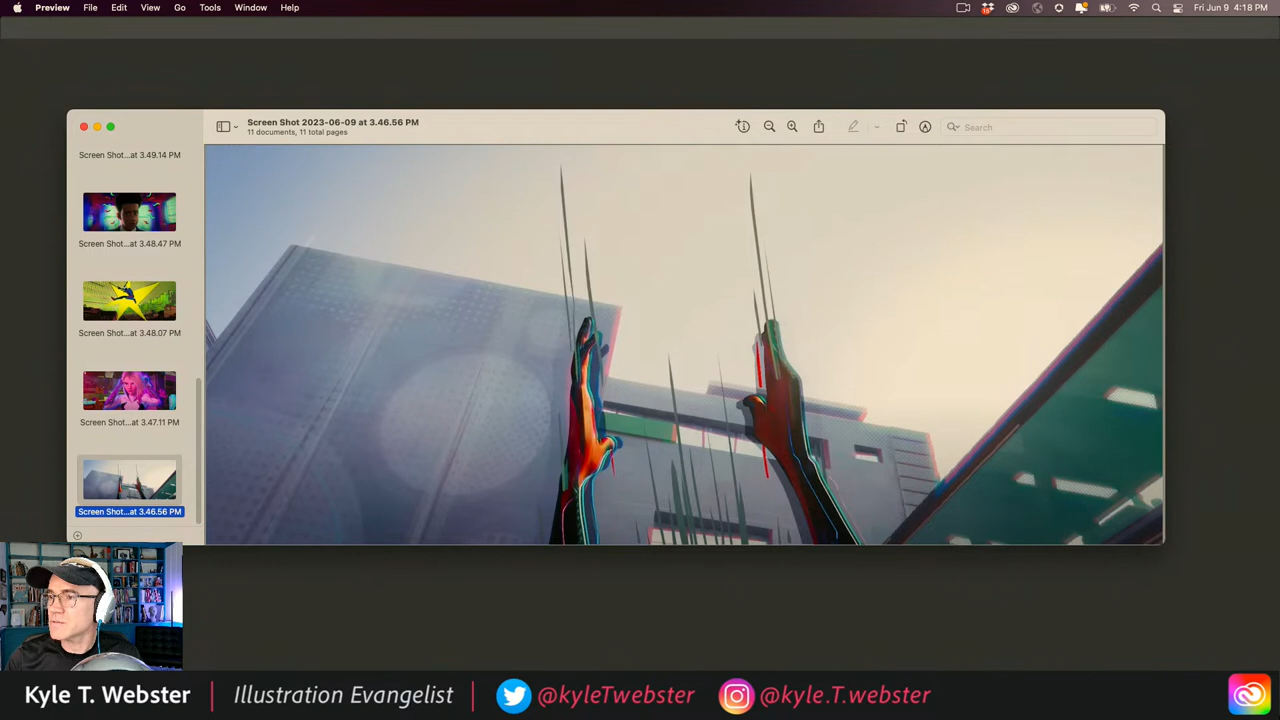 Preview File Edit View Go Tools Window Help
15
Fri Jun 9 4:18 PM
Screen Shot 2023-06-09 at 3.46.56 PM
11 documents, 11 total pages
Search
Screen Shot...at 3.49.14 PM
Screen Shot...at 3.48.47 PM
Screen Shot...at 3.48.07 PM
Screen Shot...at 3.47.11 PM
Screen Shot...at 3.46.56 PM
Kyle T. Webster | Illustration Evangelist @kyleTwebster | @kyle.T.webster